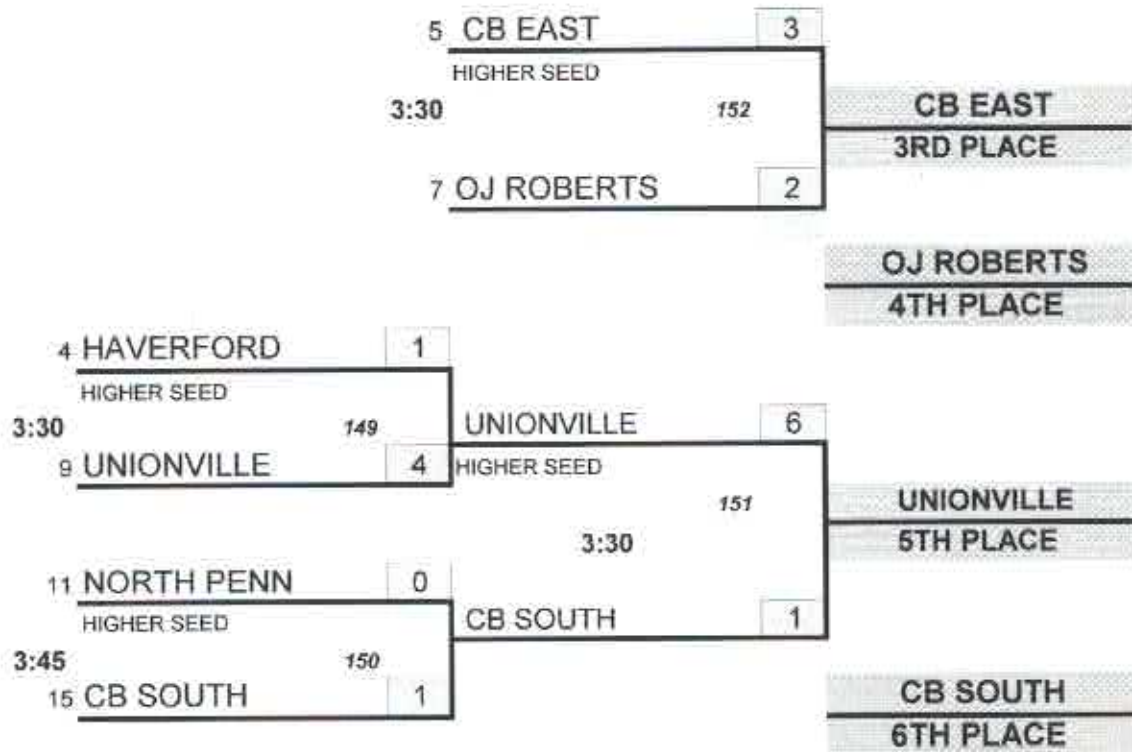 5 CB EAST 3
HIGHER SEED
3:30 152
CB EAST
3RD PLACE
7 OJ ROBERTS 2
OJ ROBERTS
4TH PLACE
4 HAVERFORD 1
HIGHER SEED
3:30 149
UNIONVILLE 6
9 UNIONVILLE 4
HIGHER SEED
151
UNIONVILLE
3:30
5TH PLACE
11 NORTH PENN 0
HIGHER SEED
CB SOUTH 1
3:45 150
15 CB SOUTH 1
CB SOUTH
6TH PLACE